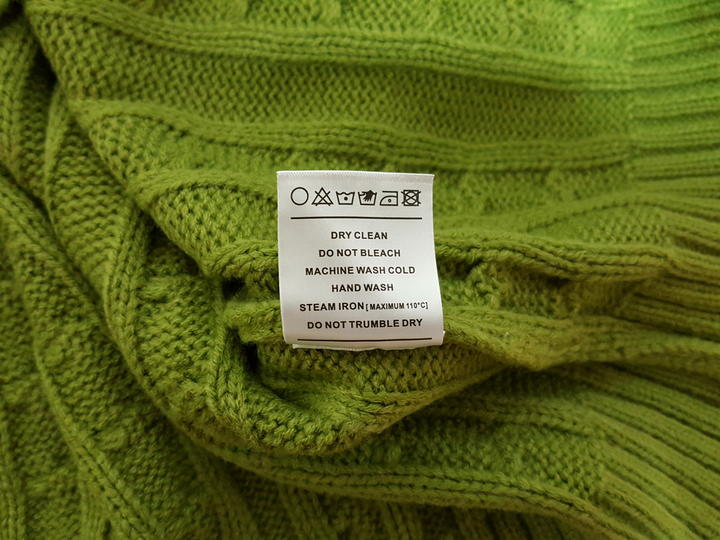 DRY CLEAN
DO NOT BLEACH
MACHINE WASH COLD
HAND WASH
STEAM IRON [ MAXIMUM 110°C]
DO NOT TRUMBLE DRY